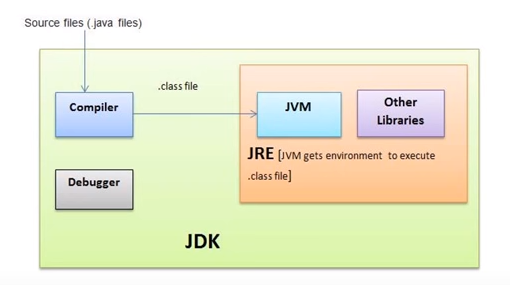 Source files (.java files)
.class file
Compiler
JVM
Other
Libraries
JRE [JVM gets environment to execute
.class file]
Debugger
JDK